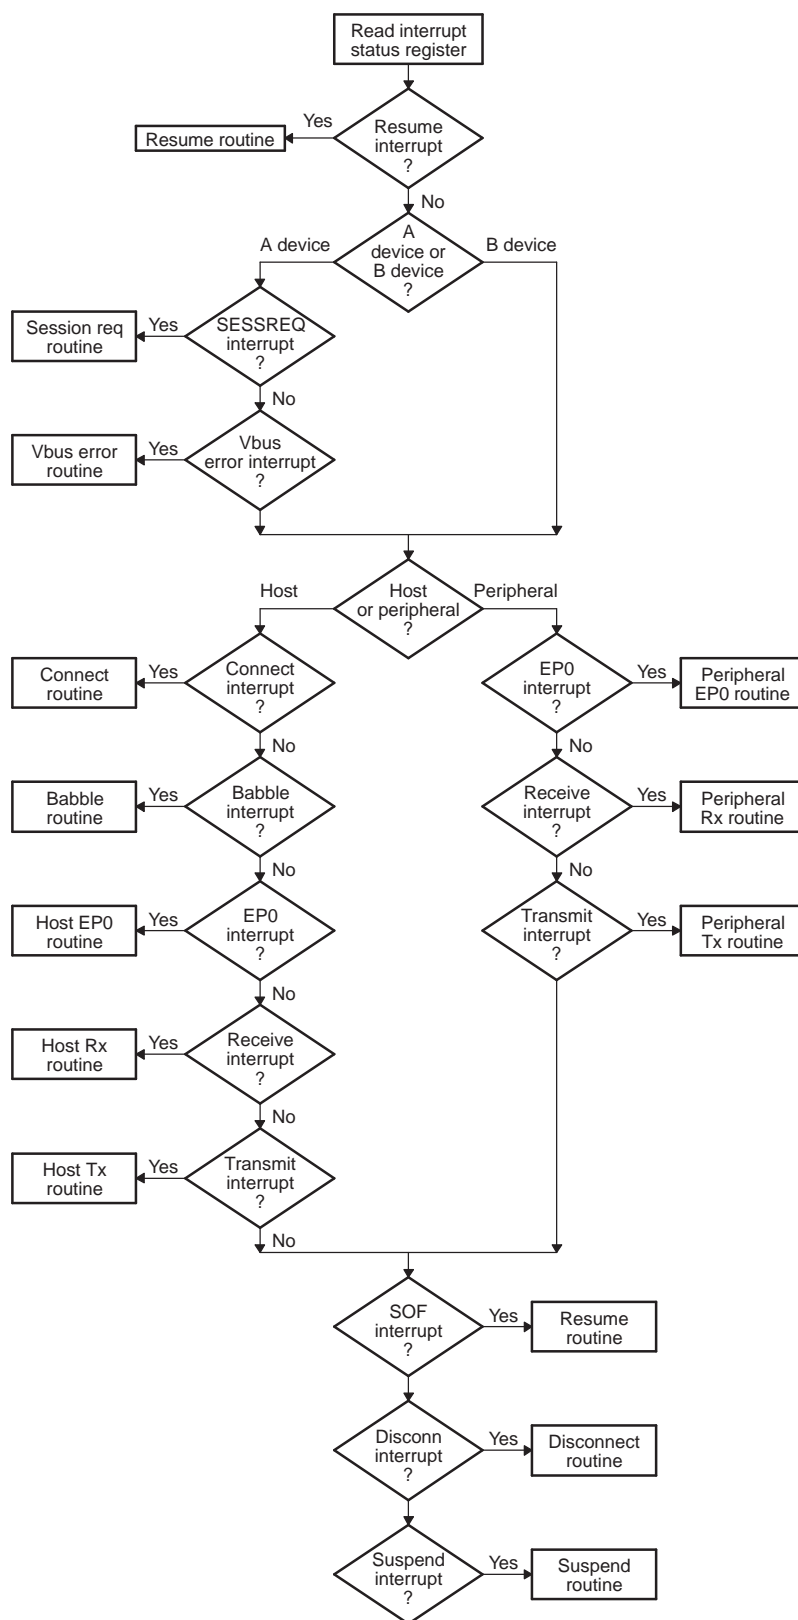 Read interrupt
status register
Yes
Resume routine
Resume
interrupt
?
No
A device
A
device or
B device
?
B device
Session req
routine
Yes
SESSREQ
interrupt
?
No
Vbus error
routine
Yes
Vbus
error interrupt
?
Host
Host
or peripheral
?
Peripheral
Connect
routine
Yes
Connect
interrupt
?
EP0
interrupt
?
Yes
Peripheral
EP0 routine
No
No
Babble
routine
Yes
Babble
interrupt
?
Receive
interrupt
?
Yes
Peripheral
Rx routine
No
No
Host EP0
routine
Yes
EP0
interrupt
?
Transmit
interrupt
?
Yes
Peripheral
Tx routine
No
Host Rx
routine
Yes
Receive
interrupt
?
No
Host Tx
routine
Yes
Transmit
interrupt
?
No
SOF
interrupt
?
Yes
Resume
routine
Disconn
interrupt
?
Yes
Disconnect
routine
Suspend
interrupt
?
Yes
Suspend
routine